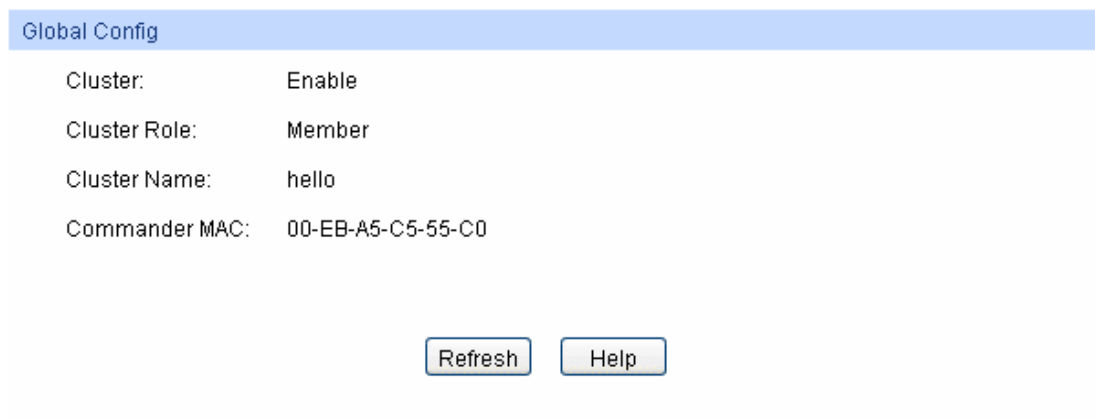 Global Config
Cluster: Enable
Cluster Role: Member
Cluster Name: hello
Commander MAC: 00-EB-A5-C5-55-C0
Refresh Help